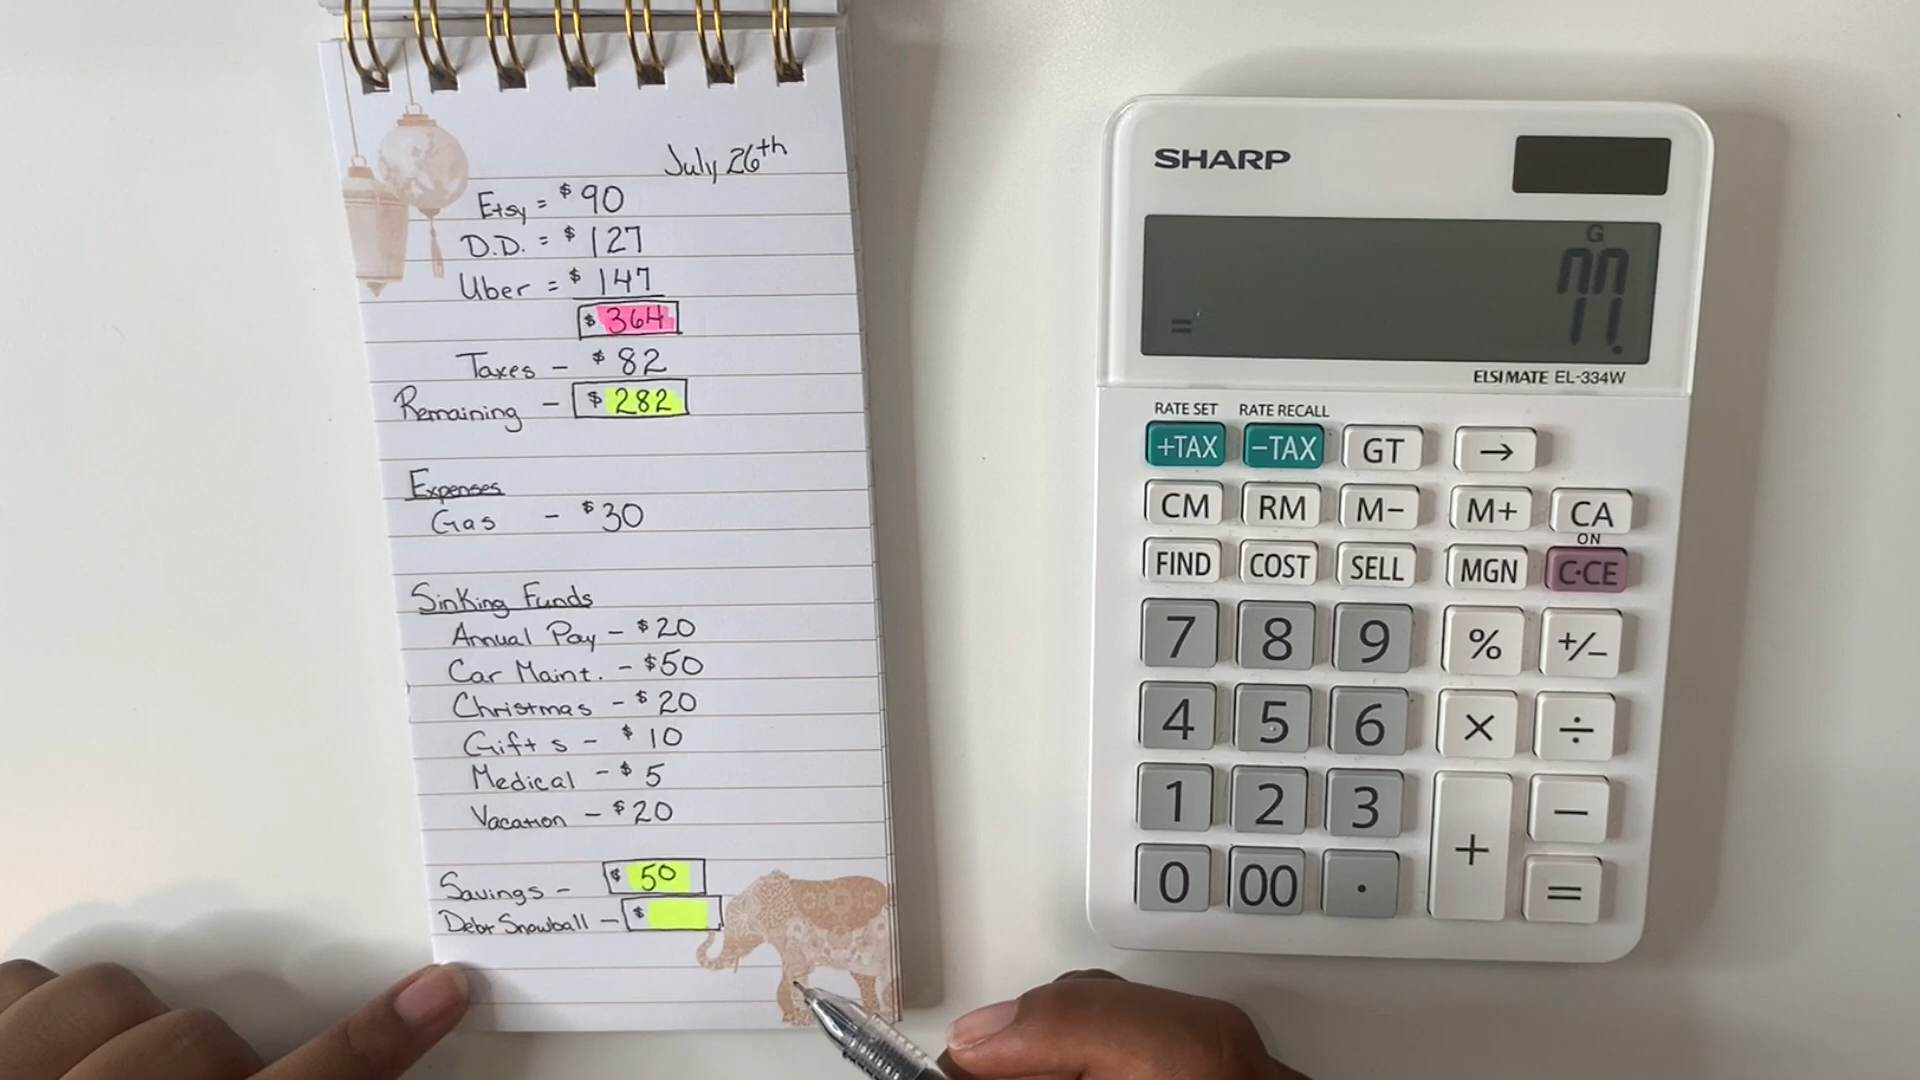 July 26th
Etsy = $90
D.D. = $127
Uber = $147
$364
Taxes - $82
Remaining - $282
Expenses
Gas - $30
Sinking Funds
Annual Pay - $20
Car Maint. - $50
Christmas - $20
Gifts - $10
Medical - $5
Vacation - $20
Savings - $50
Debt Snowball - $
SHARP
G
= 77.
ELSIMATE EL-334W
RATE SET RATE RECALL
+TAX -TAX GT →
CM RM M- M+ CA
ON
FIND COST SELL MGN C·CE
7 8 9 % +/-
4 5 6 × ÷
1 2 3 + -
0 00 · =